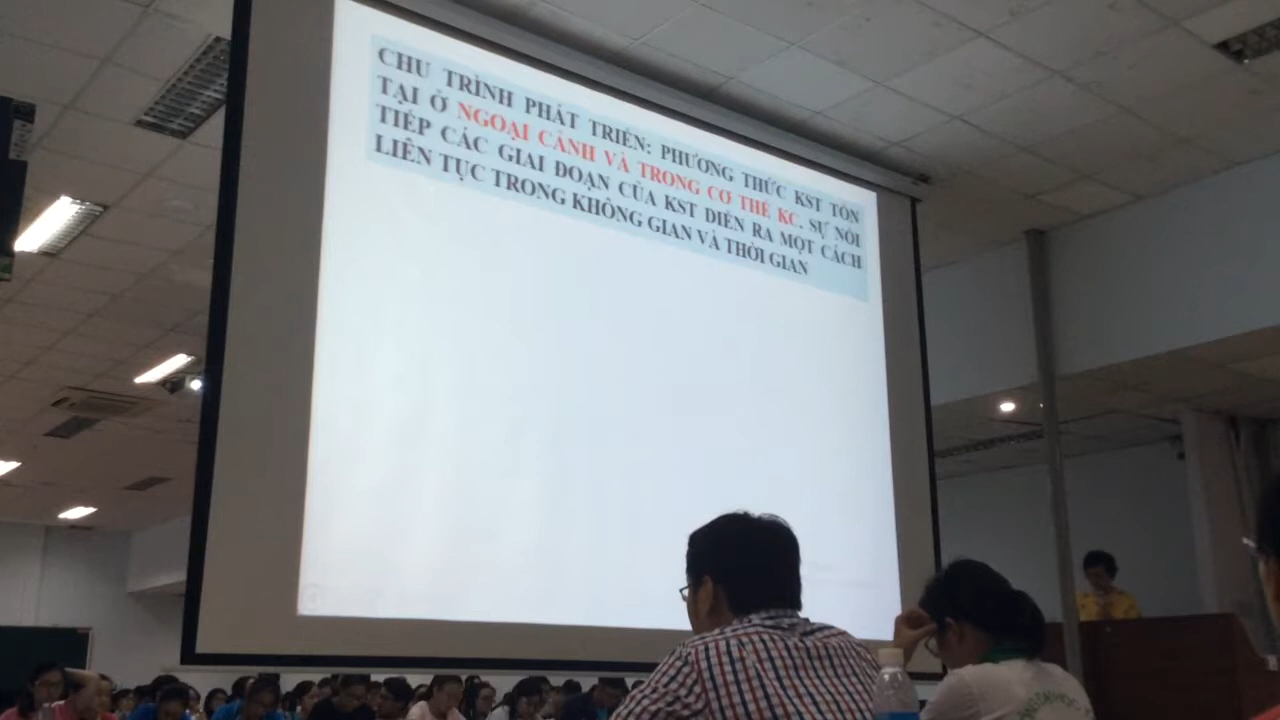 CHU TRÌNH PHÁT TRIỂN: PHƯƠNG THỨC KST TỒN
TẠI Ở NGOẠI CẢNH VÀ TRONG CƠ THỂ KC. SỰ NỐI
TIẾP CÁC GIAI ĐOẠN CỦA KST DIỄN RA MỘT CÁCH
LIÊN TỤC TRONG KHÔNG GIAN VÀ THỜI GIAN